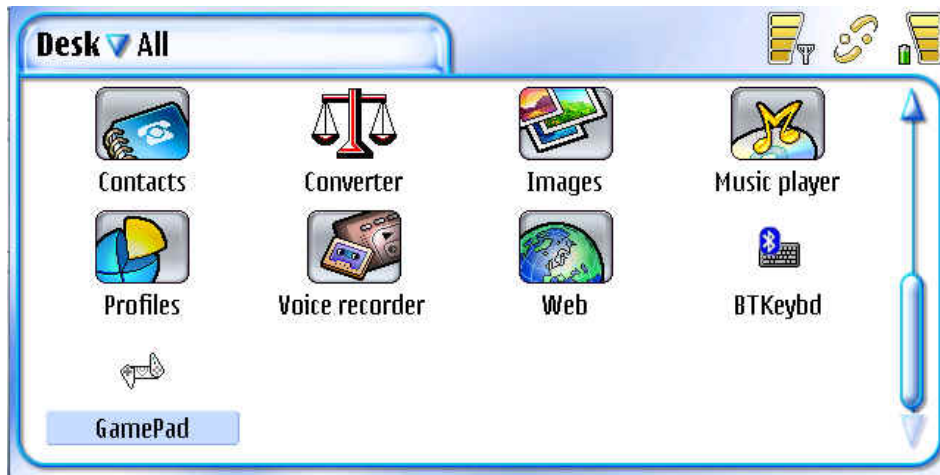 Desk All
Contacts Converter Images Music player
Profiles Voice recorder Web BTKeybd
GamePad